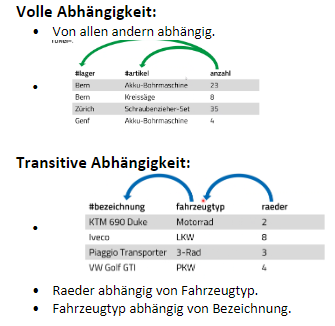 Volle Abhängigkeit:
• Von allen andern abhängig.
#lager #artikel anzahl
Bern Akku-Bohrmaschine 23
Bern Kreissäge 8
Zürich Schraubenzieher-Set 35
Genf Akku-Bohrmaschine 4
Transitive Abhängigkeit:
#bezeichnung fahrzeugtyp raeder
KTM 690 Duke Motorrad 2
Iveco LKW 8
Piaggio Transporter 3-Rad 3
VW Golf GTI PKW 4
• Raeder abhängig von Fahrzeugtyp.
• Fahrzeugtyp abhängig von Bezeichnung.